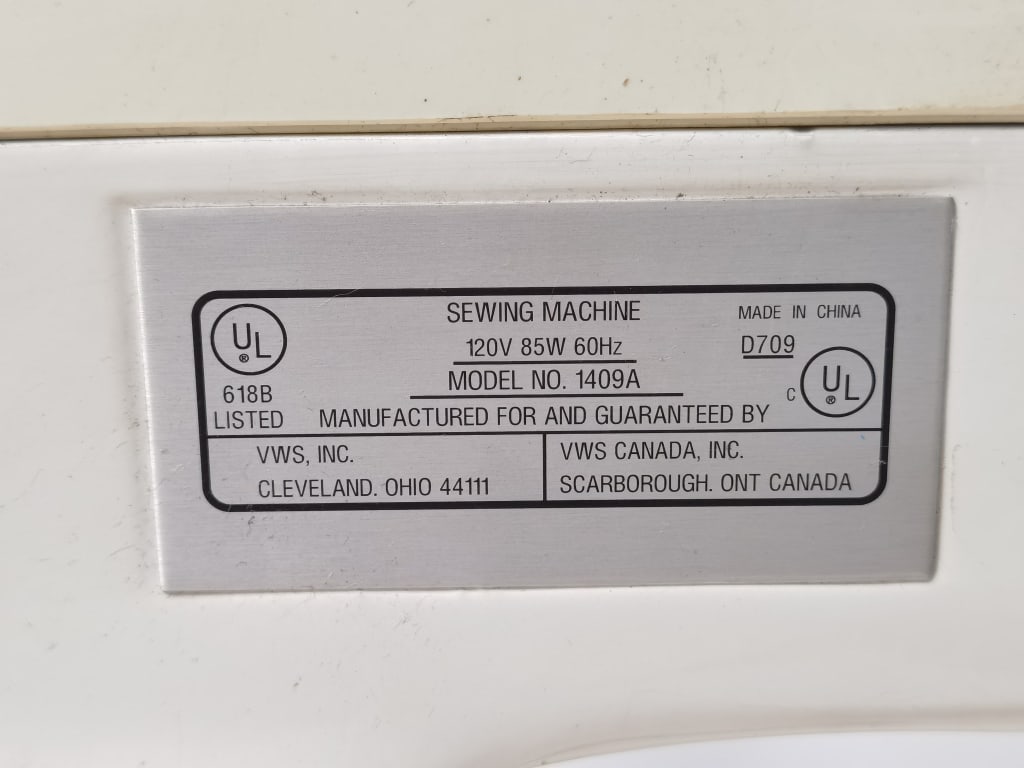 SEWING MACHINE
MADE IN CHINA
UL®
120V 85W 60Hz
D709
618B
MODEL NO. 1409A
C UL®
LISTED
MANUFACTURED FOR AND GUARANTEED BY
VWS, INC.
CLEVELAND. OHIO 44111
VWS CANADA, INC.
SCARBOROUGH. ONT CANADA